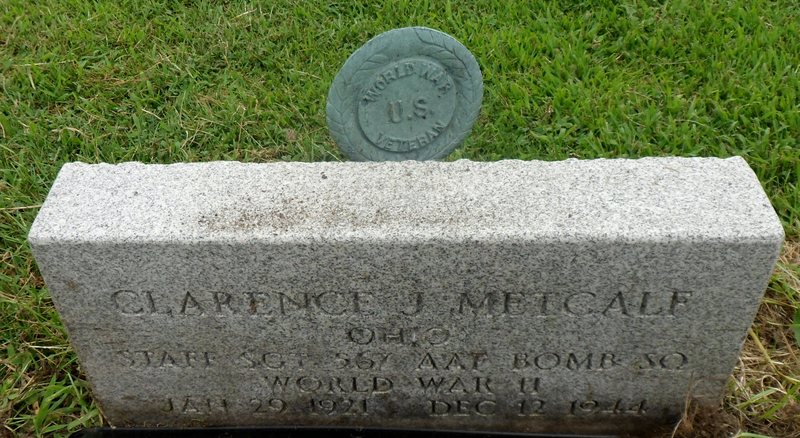 WORLD WAR
U.S.
VETERAN
CLARENCE J METCALF
OHIO
STAFF SGT 567 AAF BOMB SQ
WORLD WAR II
JAN 29 1921 DEC 12 1944